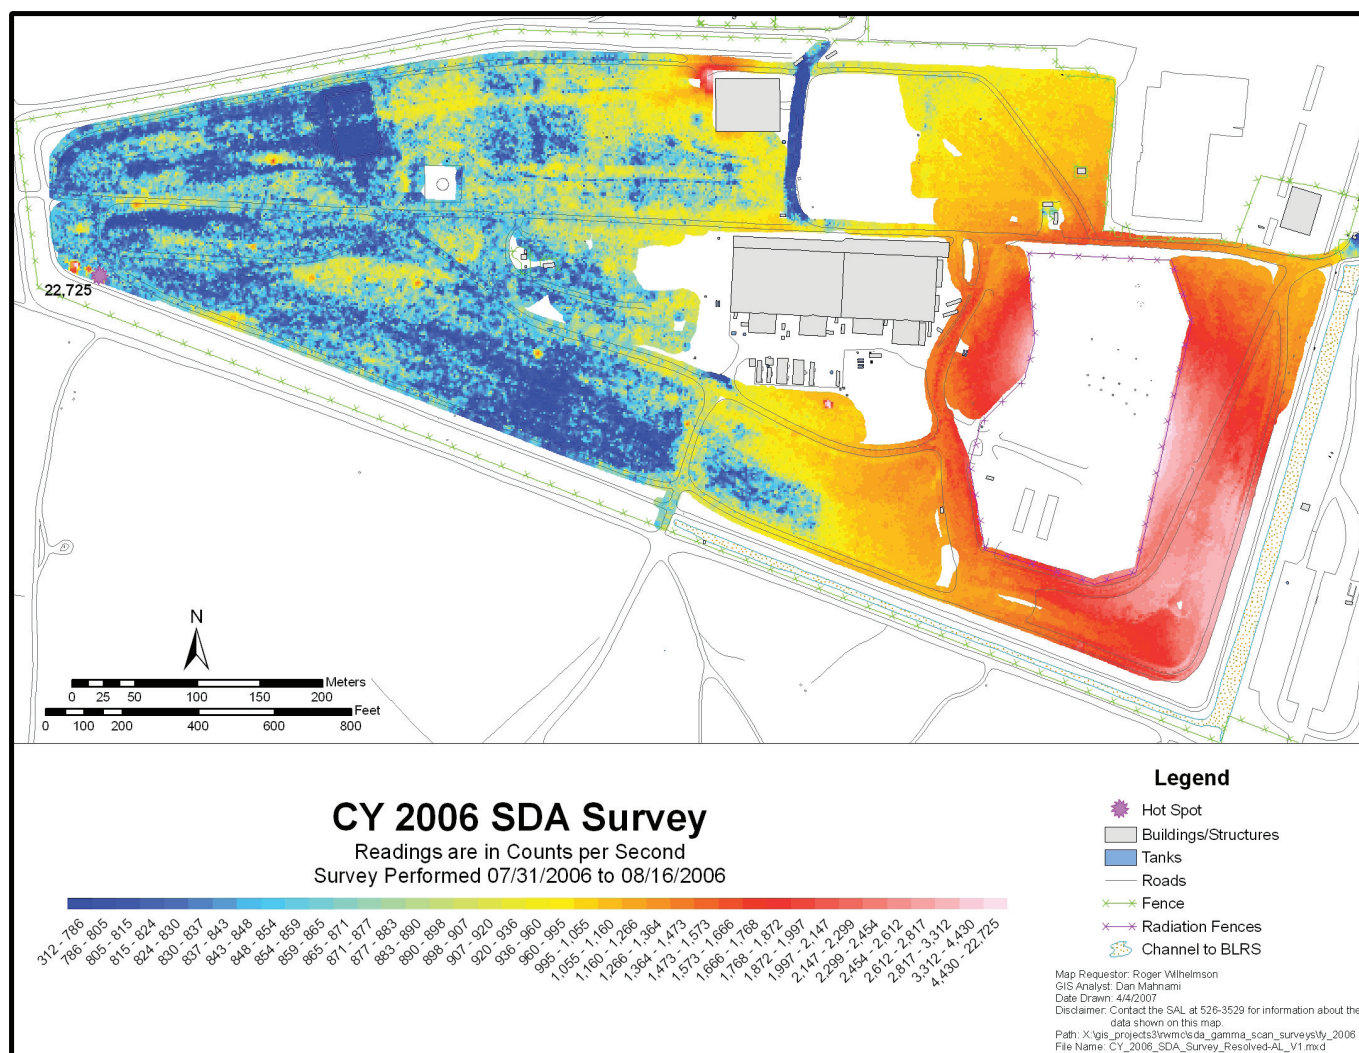 22,725
N
Meters
0 25 50 100 150 200
Feet
0 100 200 400 600 800
CY 2006 SDA Survey
Readings are in Counts per Second
Survey Performed 07/31/2006 to 08/16/2006
312 - 786
786 - 805
805 - 815
815 - 824
824 - 830
830 - 837
837 - 843
843 - 848
848 - 854
854 - 859
859 - 865
865 - 871
871 - 877
877 - 883
883 - 890
890 - 898
898 - 907
907 - 920
920 - 936
936 - 960
960 - 995
995 - 1,055
1,055 - 1,160
1,160 - 1,266
1,266 - 1,364
1,364 - 1,473
1,473 - 1,573
1,573 - 1,666
1,666 - 1,768
1,768 - 1,872
1,872 - 1,997
1,997 - 2,147
2,147 - 2,299
2,299 - 2,454
2,454 - 2,612
2,612 - 2,817
2,817 - 3,312
3,312 - 4,430
4,430 - 22,725
Legend
Hot Spot
Buildings/Structures
Tanks
Roads
Fence
Radiation Fences
Channel to BLRS
Map Requestor: Roger Wilhelmson
GIS Analyst: Dan Mahnami
Date Drawn: 4/4/2007
Disclaimer: Contact the SAL at 526-3529 for information about the
data shown on this map.
Path: X:\gis_projects3\rwmc\sda_gamma_scan_surveys\fy_2006
File Name: CY_2006_SDA_Survey_Resolved-AL_V1.mxd